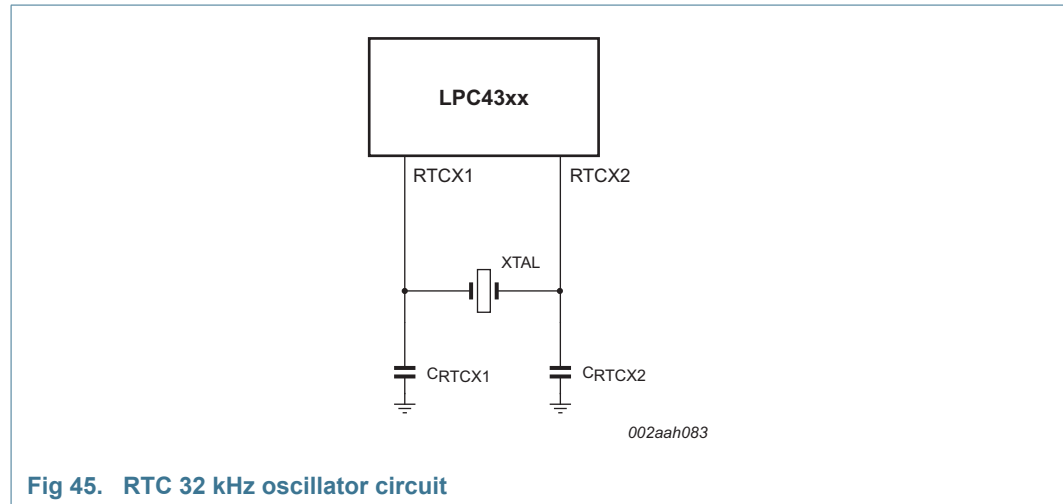 LPC43xx
RTCX1 RTCX2
XTAL
CRTCX1 CRTCX2
002aah083
Fig 45. RTC 32 kHz oscillator circuit